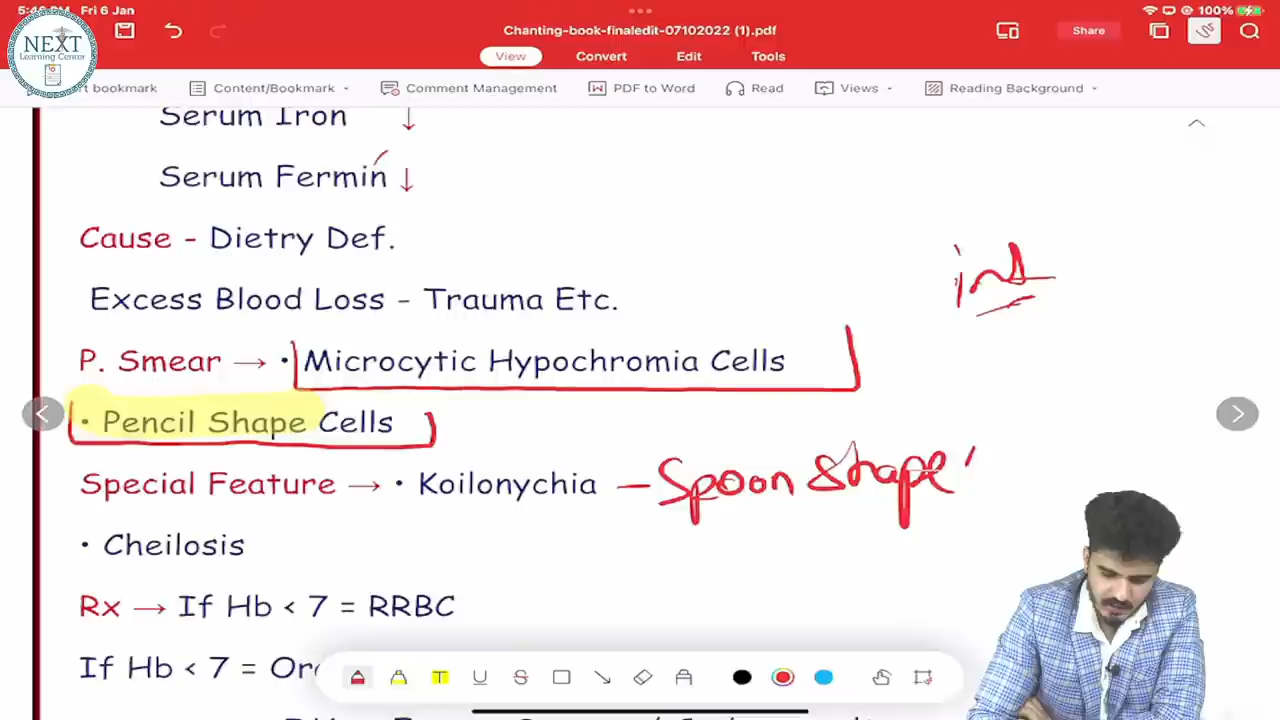 5:46 PM Fri 6 Jan
100%
NEXT
Learning Center
Chanting-book-finaledit-07102022 (1).pdf
Share
View Convert Edit Tools
bookmark Content/Bookmark Comment Management PDF to Word Read Views Reading Background
Serum Iron ↓
Serum Fermin ↓
Cause - Dietry Def.
Excess Blood Loss - Trauma Etc.
P. Smear → • Microcytic Hypochromia Cells
• Pencil Shape Cells
Special Feature → • Koilonychia — Spoon Shape
• Cheilosis
Rx → If Hb < 7 = RRBC
If Hb < 7 =